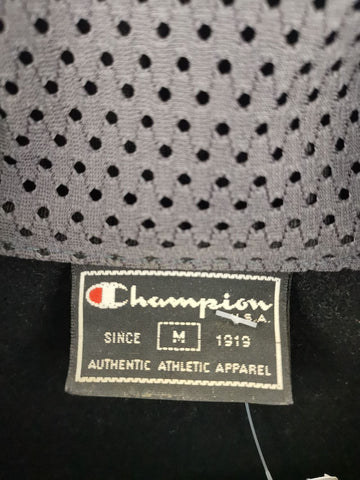 Champion
U.S.A.
SINCE M 1919
AUTHENTIC ATHLETIC APPAREL